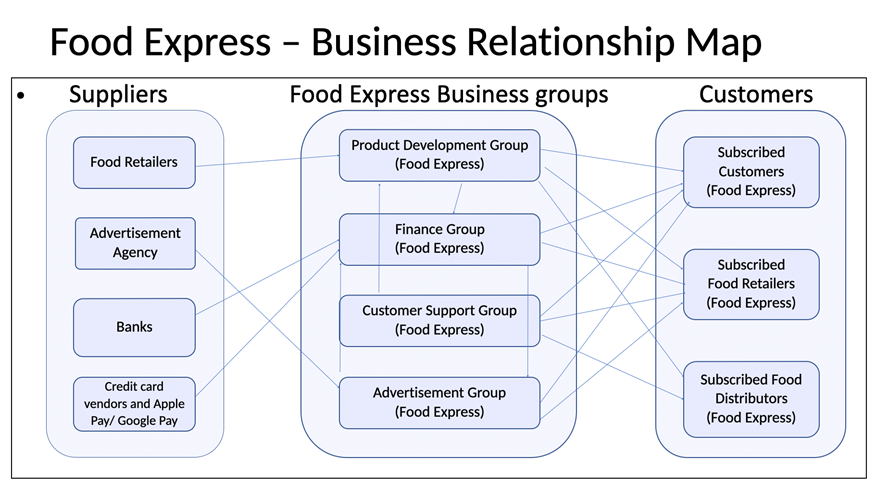 Food Express – Business Relationship Map
• Suppliers
Food Express Business groups
Customers
Food Retailers
Advertisement
Agency
Banks
Credit card
vendors and Apple
Pay/ Google Pay
Product Development Group
(Food Express)
Finance Group
(Food Express)
Customer Support Group
(Food Express)
Advertisement Group
(Food Express)
Subscribed
Customers
(Food Express)
Subscribed
Food Retailers
(Food Express)
Subscribed Food
Distributors
(Food Express)